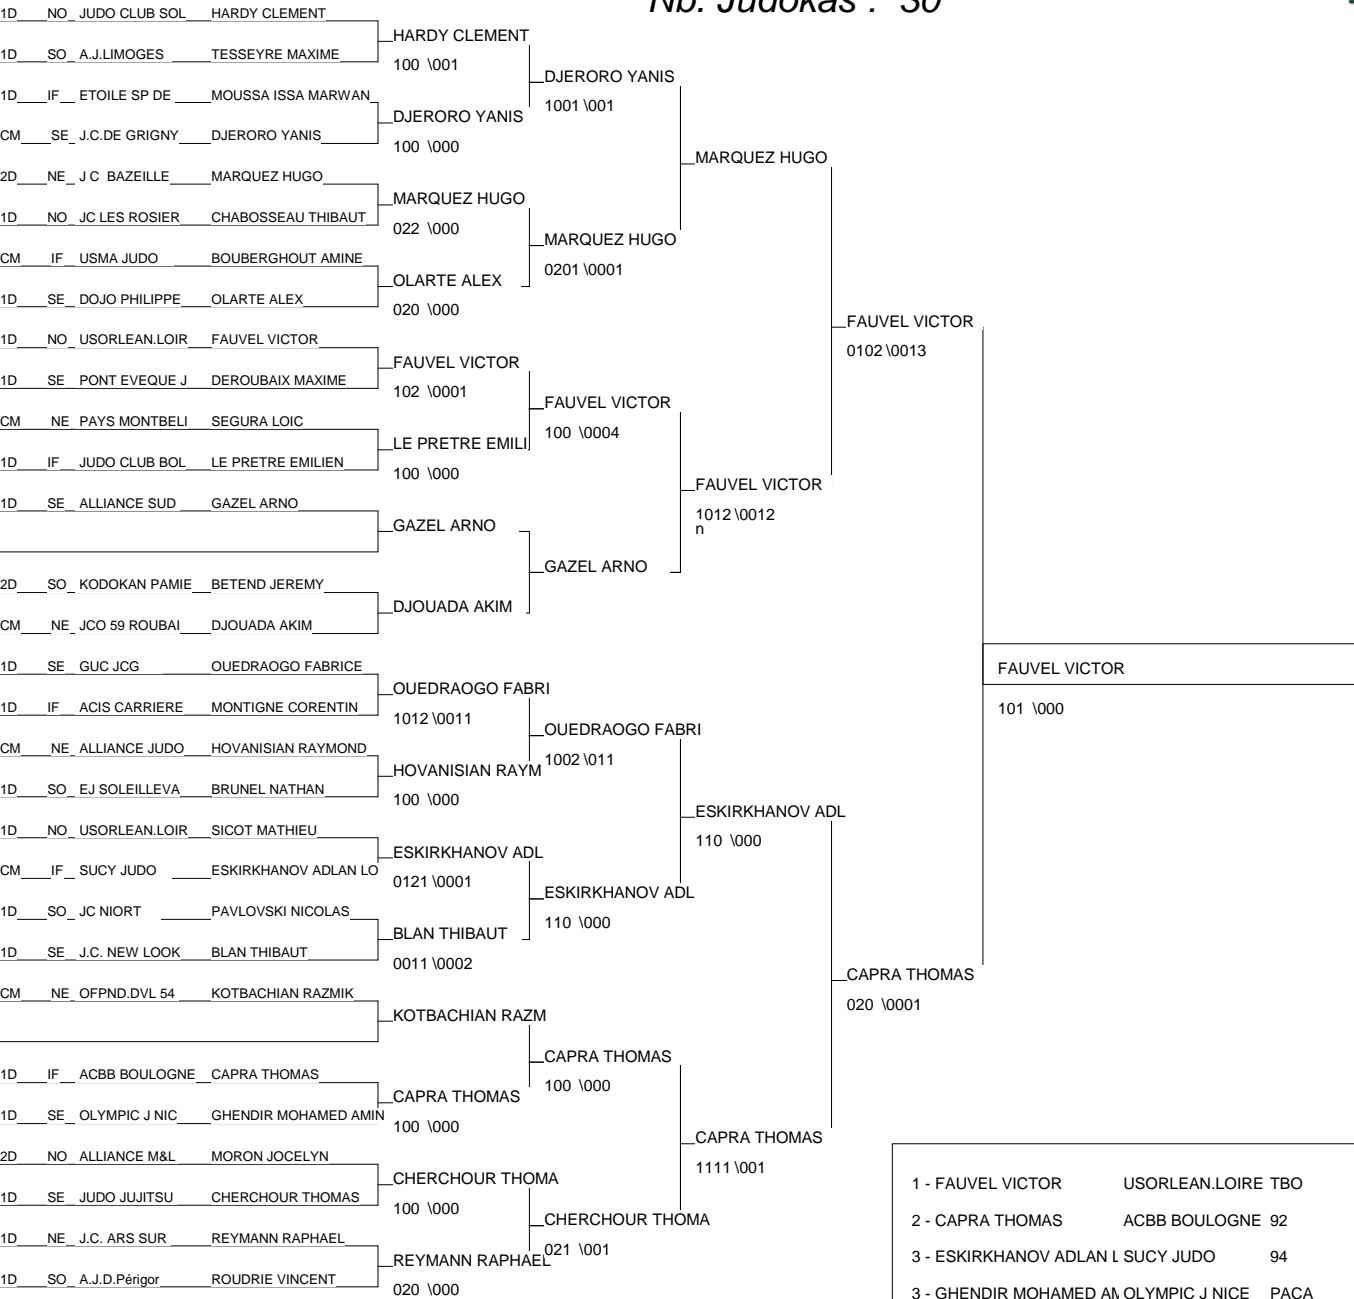 Nb. Judokas : 30
1D NO JUDO CLUB SOL HARDY CLEMENT
HARDY CLEMENT
1D SO A.J.LIMOGES TESSEYRE MAXIME
100 \001
DJERORO YANIS
1D IF ETOILE SP DE MOUSSA ISSA MARWAN
1001 \001
DJERORO YANIS
CM SE J.C.DE GRIGNY DJERORO YANIS
100 \000
MARQUEZ HUGO
2D NE J C BAZEILLE MARQUEZ HUGO
MARQUEZ HUGO
1D NO JC LES ROSIER CHABOSSEAU THIBAUT
022 \000
MARQUEZ HUGO
CM IF USMA JUDO BOUBERGHOUT AMINE
0201 \0001
OLARTE ALEX
1D SE DOJO PHILIPPE OLARTE ALEX
020 \000
FAUVEL VICTOR
1D NO USORLEAN.LOIR FAUVEL VICTOR
0102 \0013
FAUVEL VICTOR
1D SE PONT EVEQUE J DEROUBAIX MAXIME
102 \0001
FAUVEL VICTOR
CM NE PAYS MONTBELI SEGURA LOIC
100 \0004
LE PRETRE EMILI
1D IF JUDO CLUB BOL LE PRETRE EMILIEN
100 \000
FAUVEL VICTOR
1D SE ALLIANCE SUD GAZEL ARNO
1012 \0012
n
GAZEL ARNO
GAZEL ARNO
2D SO KODOKAN PAMIE BETEND JEREMY
DJOUADA AKIM
CM NE JCO 59 ROUBAI DJOUADA AKIM
1D SE GUC JCG OUEDRAOGO FABRICE
FAUVEL VICTOR
OUEDRAOGO FABRI
1D IF ACIS CARRIERE MONTIGNE CORENTIN
101 \000
1012 \0011
OUEDRAOGO FABRI
CM NE ALLIANCE JUDO HOVANISIAN RAYMOND
1002 \011
HOVANISIAN RAYM
1D SO EJ SOLEILLEVA BRUNEL NATHAN
100 \000
ESKIRKHANOV ADL
1D NO USORLEAN.LOIR SICOT MATHIEU
110 \000
ESKIRKHANOV ADL
CM IF SUCY JUDO ESKIRKHANOV ADLAN LO
0121 \0001
ESKIRKHANOV ADL
1D SO JC NIORT PAVLOVSKI NICOLAS
110 \000
BLAN THIBAUT
1D SE J.C. NEW LOOK BLAN THIBAUT
0011 \0002
CAPRA THOMAS
CM NE OFPND.DVL 54 KOTBACHIAN RAZMIK
020 \0001
KOTBACHIAN RAZM
CAPRA THOMAS
1D IF ACBB BOULOGNE CAPRA THOMAS
100 \000
CAPRA THOMAS
1D SE OLYMPIC J NIC GHENDIR MOHAMED AMIN
100 \000
CAPRA THOMAS
2D NO ALLIANCE M&L MORON JOCELYN
1111 \001
CHERCHOUR THOMA
1D SE JUDO JUJITSU CHERCHOUR THOMAS
100 \000
CHERCHOUR THOMA
1D NE J.C. ARS SUR REYMANN RAPHAEL
021 \001
REYMANN RAPHAEL
1D SO A.J.D.Périgor ROUDRIE VINCENT
020 \000
1 - FAUVEL VICTOR USORLEAN.LOIRE TBO
2 - CAPRA THOMAS ACBB BOULOGNE 92
3 - ESKIRKHANOV ADLAN L SUCY JUDO 94
3 - GHENDIR MOHAMED AM OLYMPIC J NICE PACA